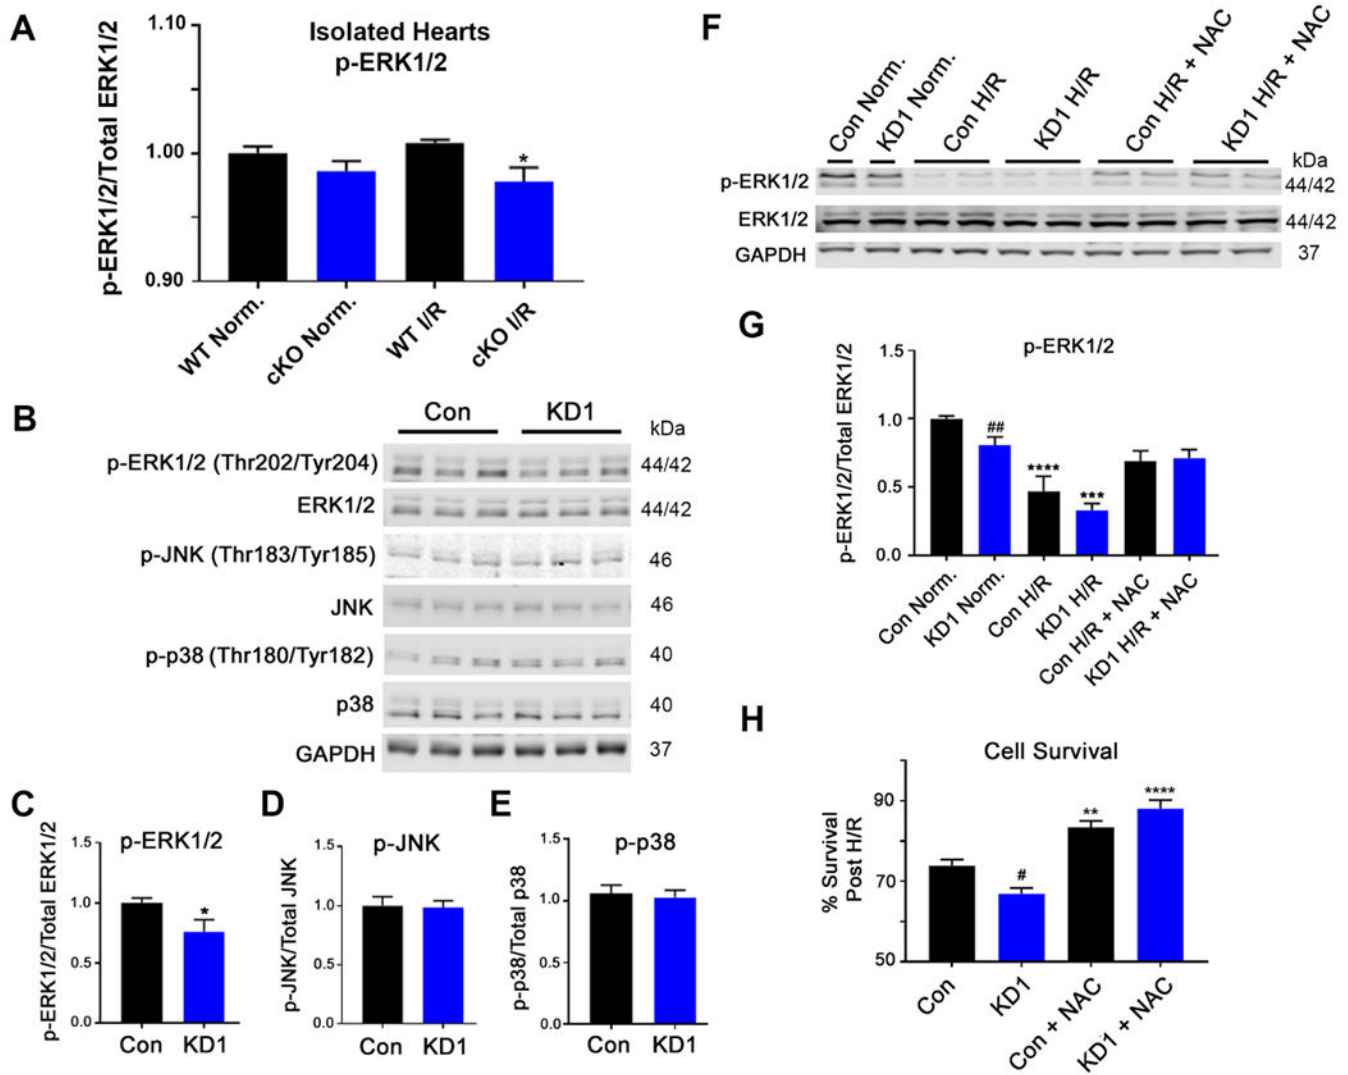 A
Isolated Hearts
p-ERK1/2
p-ERK1/2/Total ERK1/2
1.10
1.00
0.90
*
WT Norm.
cKO Norm.
WT I/R
cKO I/R
B
Con
KD1
kDa
p-ERK1/2 (Thr202/Tyr204)
44/42
ERK1/2
44/42
p-JNK (Thr183/Tyr185)
46
JNK
46
p-p38 (Thr180/Tyr182)
40
p38
40
GAPDH
37
C
p-ERK1/2
p-ERK1/2/Total ERK1/2
1.5
1.0
0.5
0.0
*
Con
KD1
D
p-JNK
p-JNK/Total JNK
1.5
1.0
0.5
0.0
Con
KD1
E
p-p38
p-p38/Total p38
1.5
1.0
0.5
0.0
Con
KD1
F
Con Norm.
KD1 Norm.
Con H/R
KD1 H/R
Con H/R + NAC
KD1 H/R + NAC
kDa
p-ERK1/2
44/42
ERK1/2
44/42
GAPDH
37
G
p-ERK1/2
p-ERK1/2/Total ERK1/2
1.5
1.0
0.5
0.0
##
****
***
Con Norm.
KD1 Norm.
Con H/R
KD1 H/R
Con H/R + NAC
KD1 H/R + NAC
H
Cell Survival
% Survival
Post H/R
90
70
50
#
**
****
Con
KD1
Con + NAC
KD1 + NAC